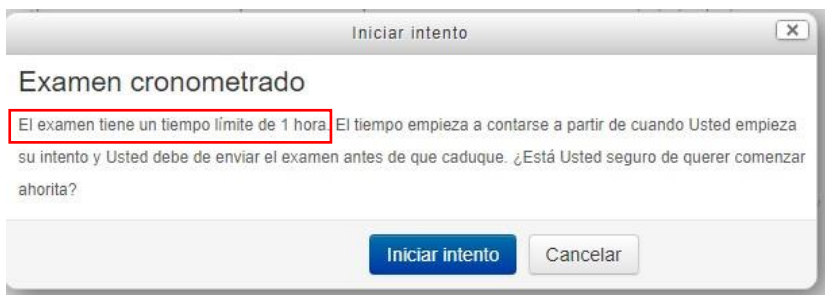 Iniciar intento
Examen cronometrado
El examen tiene un tiempo límite de 1 hora. El tiempo empieza a contarse a partir de cuando Usted empieza
su intento y Usted debe de enviar el examen antes de que caduque. ¿Está Usted seguro de querer comenzar
ahorita?
Iniciar intento Cancelar